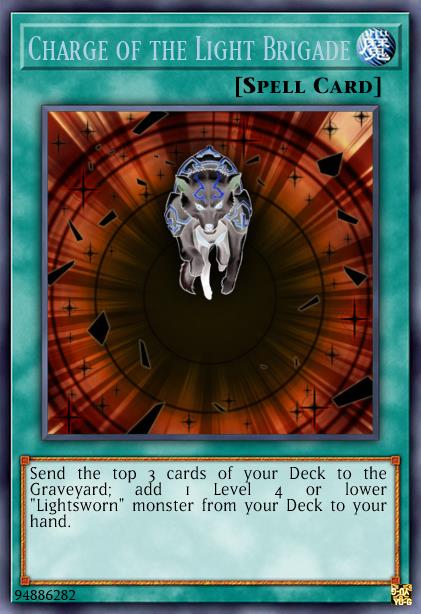 Charge of the Light Brigade 魔
[Spell Card]
Send the top 3 cards of your Deck to the
Graveyard; add 1 Level 4 or lower
"Lightsworn" monster from your Deck to your
hand.
94886282